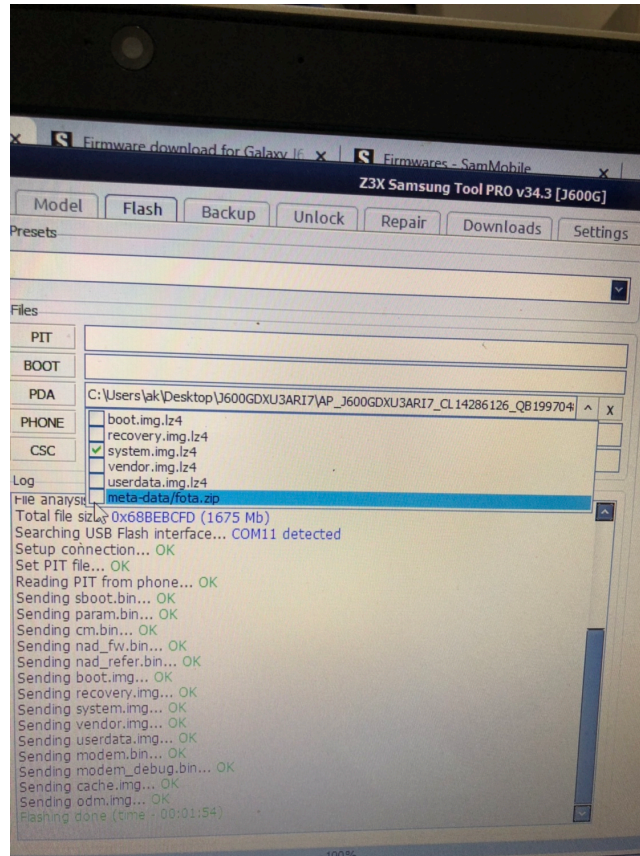 Firmware download for Galaxy J6 x
Firmwares - SamMobile x
Z3X Samsung Tool PRO v34.3 [J600G]
Model Flash Backup Unlock Repair Downloads Settings
Presets
Files
PIT
BOOT
PDA C:\Users\ak\Desktop\J600GDXU3ARI7\AP_J600GDXU3ARI7_CL14286126_QB199704 ^ x
PHONE
boot.img.lz4
recovery.img.lz4
CSC
system.img.lz4
vendor.img.lz4
userdata.img.lz4
Log
meta-data/fota.zip
File analysis
Total file size 0x68BEBCFD (1675 Mb)
Searching USB Flash interface... COM11 detected
Setup connection... OK
Set PIT file... OK
Reading PIT from phone... OK
Sending sboot.bin... OK
Sending param.bin... OK
Sending cm.bin... OK
Sending nad_fw.bin... OK
Sending nad_refer.bin... OK
Sending boot.img... OK
Sending recovery.img... OK
Sending system.img... OK
Sending vendor.img... OK
Sending userdata.img... OK
Sending modem.bin... OK
Sending modem_debug.bin... OK
Sending cache.img... OK
Sending odm.img... OK
Flashing done (time - 00:01:54)
100%